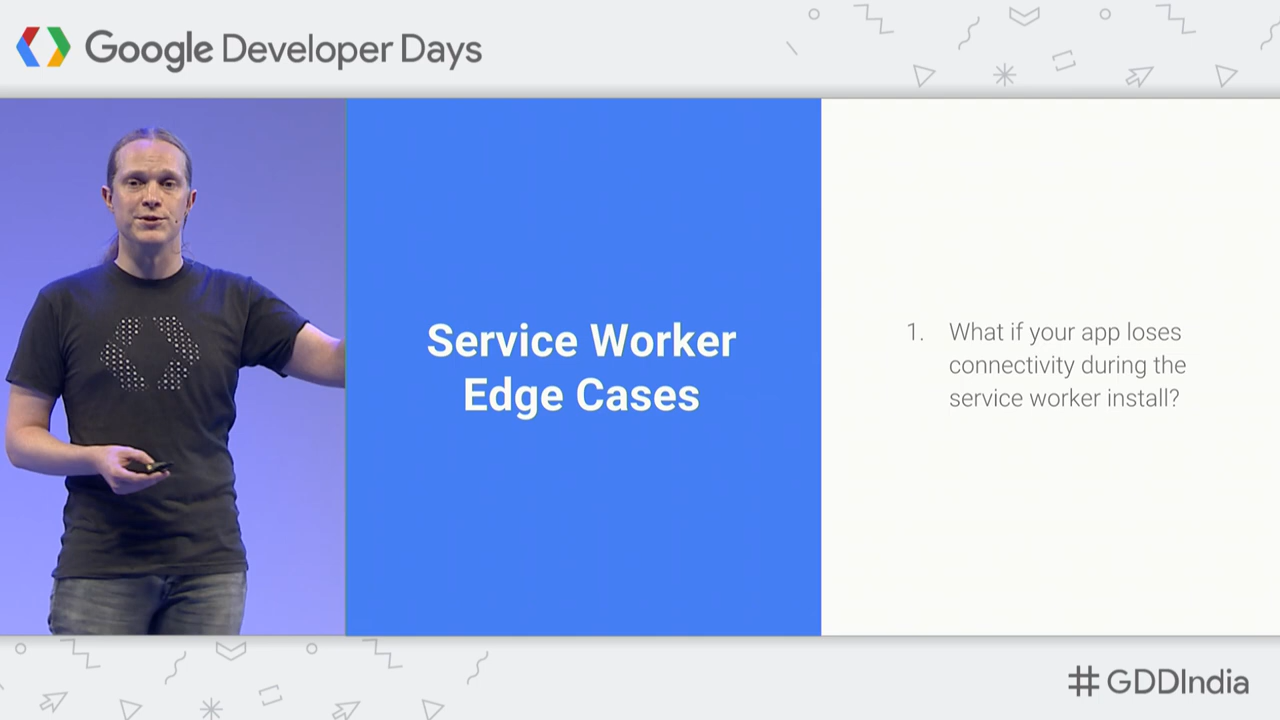 Google Developer Days
Service Worker
Edge Cases
1. What if your app loses
connectivity during the
service worker install?
#GDDIndia